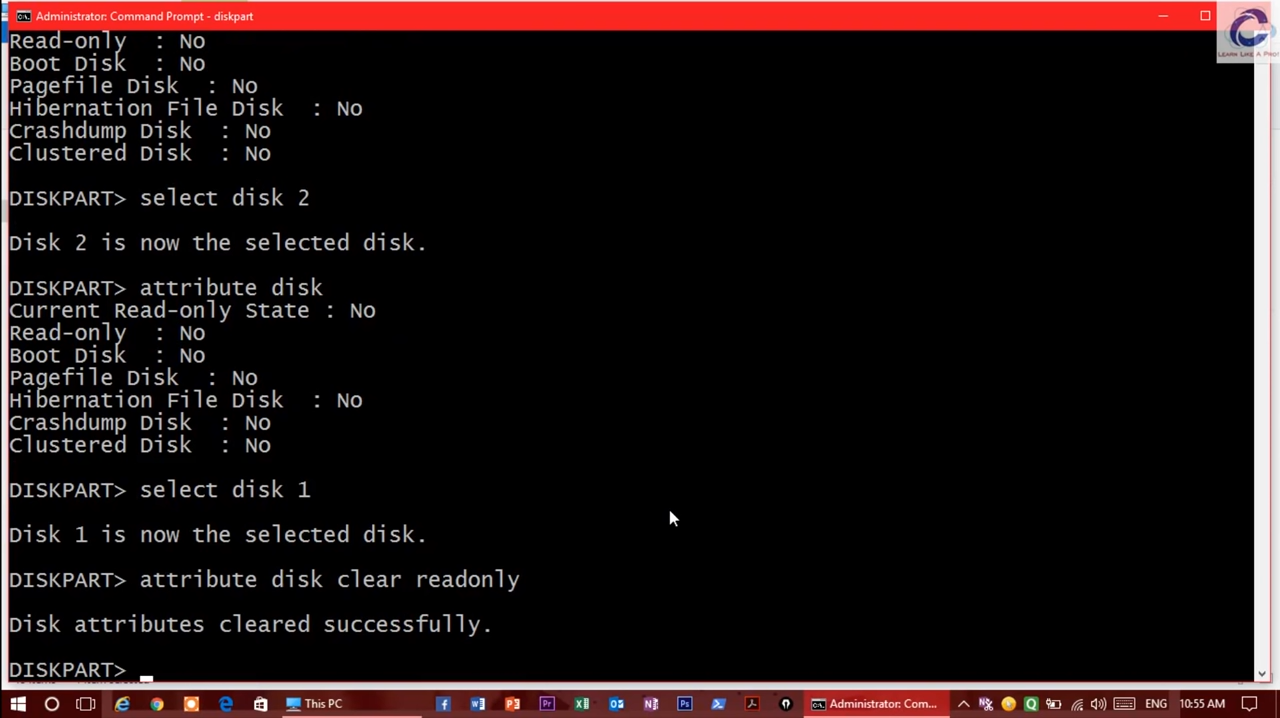 Administrator: Command Prompt - diskpart
LEARN LIKE A PRO
Read-only  : No
Boot Disk  : No
Pagefile Disk  : No
Hibernation File Disk  : No
Crashdump Disk  : No
Clustered Disk  : No
DISKPART> select disk 2
Disk 2 is now the selected disk.
DISKPART> attribute disk
Current Read-only State : No
Read-only  : No
Boot Disk  : No
Pagefile Disk  : No
Hibernation File Disk  : No
Crashdump Disk  : No
Clustered Disk  : No
DISKPART> select disk 1
Disk 1 is now the selected disk.
DISKPART> attribute disk clear readonly
Disk attributes cleared successfully.
DISKPART>
This PC
Administrator: Com...
ENG
10:55 AM